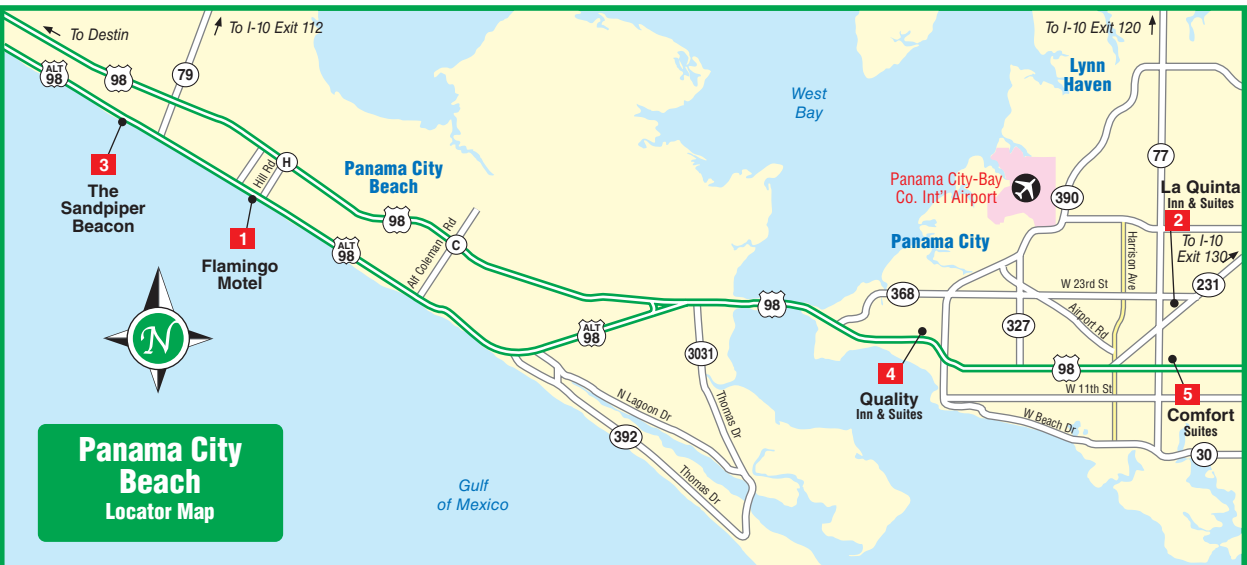 To Destin
To I-10 Exit 112
To I-10 Exit 120
ALT
98
98
79
Lynn
Haven
West
Bay
77
3
The
Sandpiper
Beacon
Hill Rd
H
Panama City
Beach
Panama City-Bay
Co. Int'l Airport
390
La Quinta
Inn & Suites
2
1
Flamingo
Motel
98
ALT
98
Alf Coleman Rd
C
Panama City
Harrison Ave
To I-10
Exit 130
231
W 23rd St
368
98
ALT
98
327
Airport Rd
N
3031
4
Quality
Inn & Suites
98
W 11th St
5
Comfort
Suites
N Lagoon Dr
Thomas Dr
392
Thomas Dr
W Beach Dr
30
Gulf
of Mexico
Panama City
Beach
Locator Map